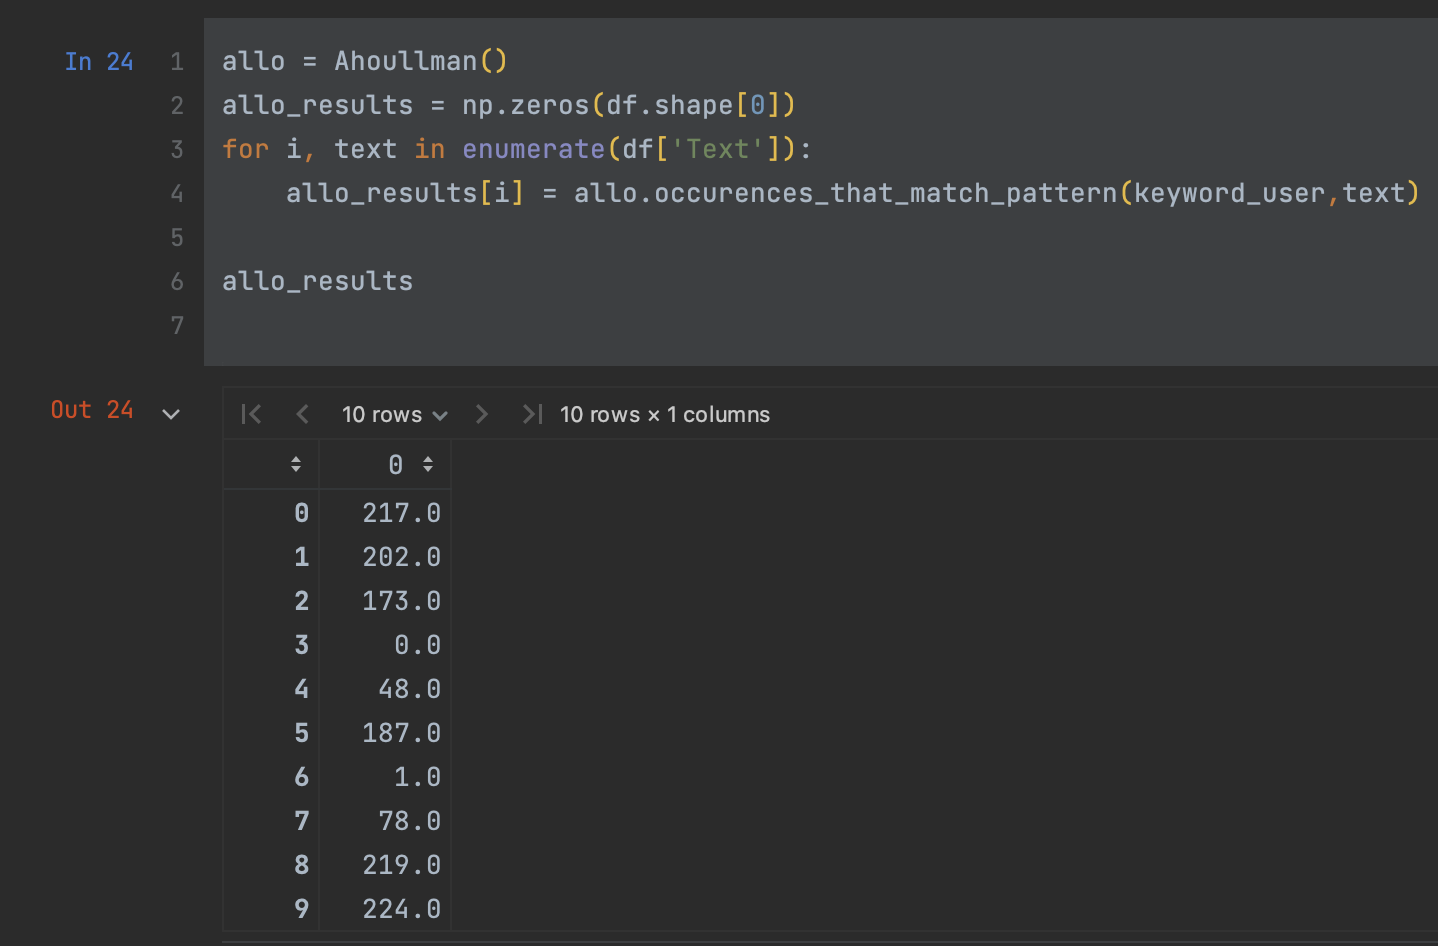 In 24
1 allo = Ahoullman()
2 allo_results = np.zeros(df.shape[0])
3 for i, text in enumerate(df['Text']):
4     allo_results[i] = allo.occurences_that_match_pattern(keyword_user,text)
5
6 allo_results
7
Out 24
10 rows 10 rows × 1 columns
0
0 217.0
1 202.0
2 173.0
3 0.0
4 48.0
5 187.0
6 1.0
7 78.0
8 219.0
9 224.0